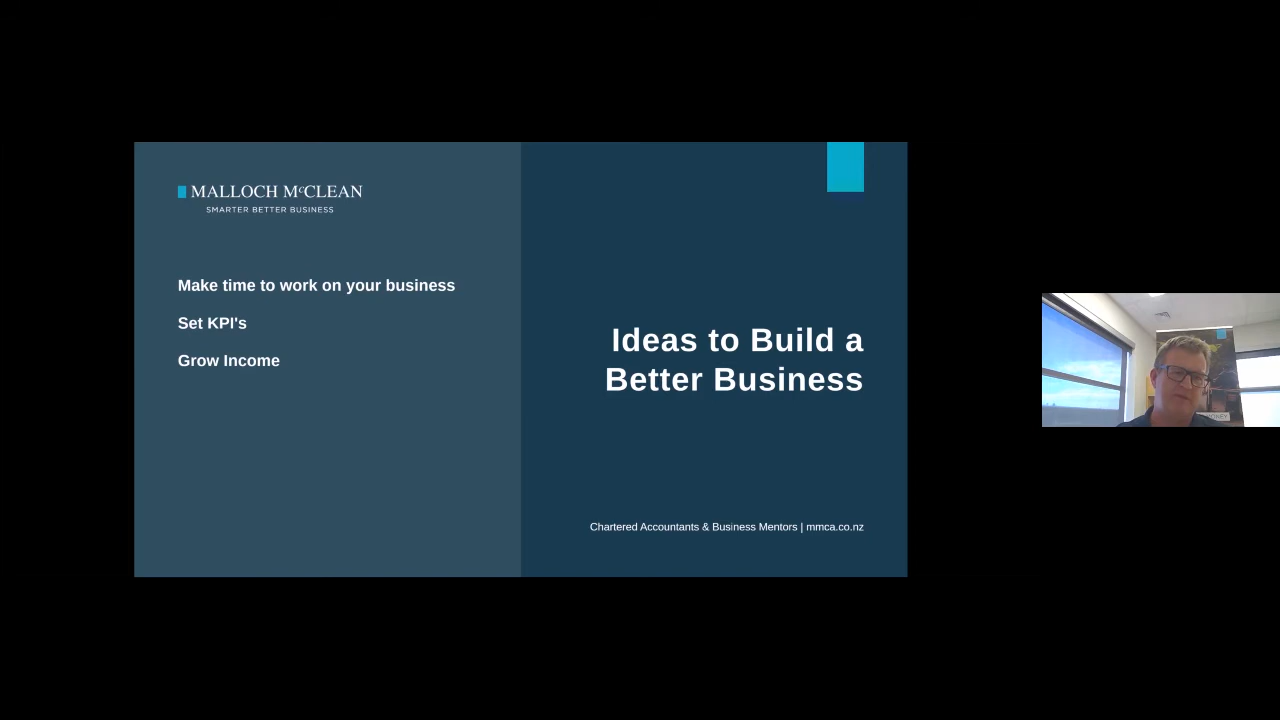 MALLOCH McCLEAN
SMARTER BETTER BUSINESS
Make time to work on your business
Set KPI's
Grow Income
Ideas to Build a
Better Business
Chartered Accountants & Business Mentors | mmca.co.nz